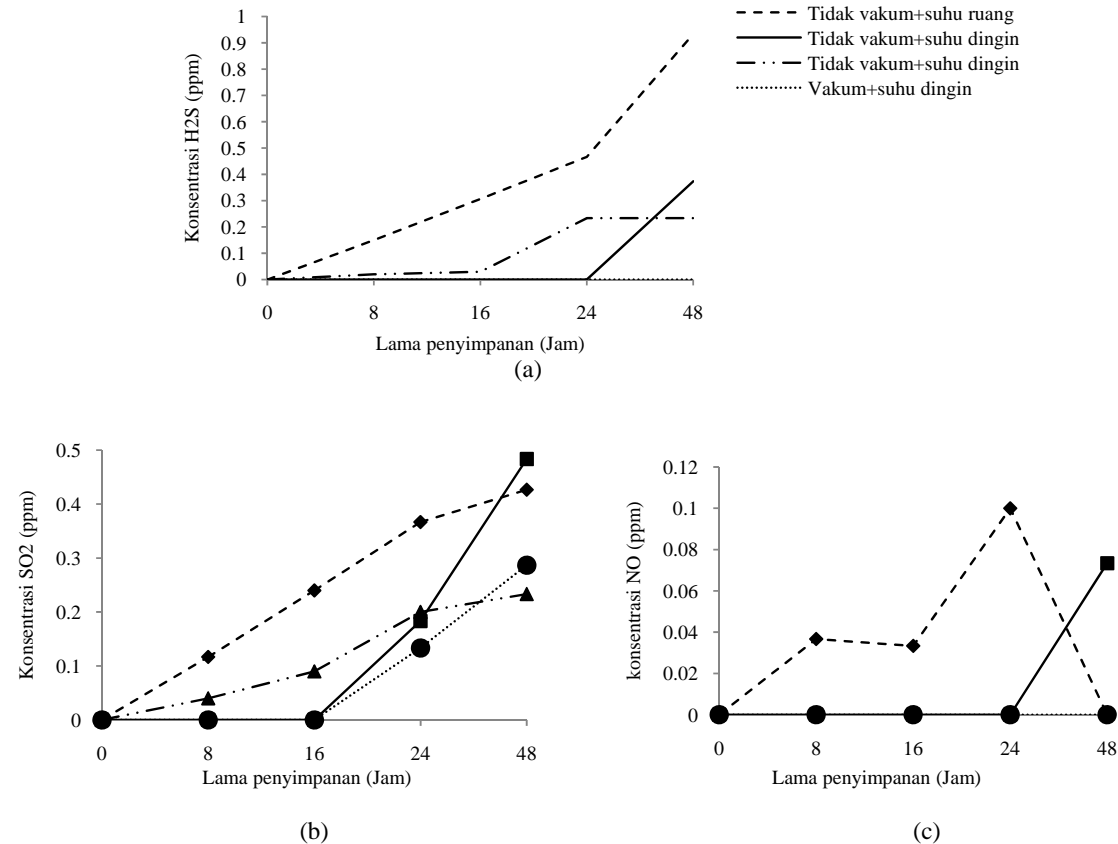 1
0.9
0.8
0.7
0.6
0.5
0.4
0.3
0.2
0.1
0
Konsentrasi H2S (ppm)
0 8 16 24 48
Lama penyimpanan (Jam)
Tidak vakum+suhu ruang
Tidak vakum+suhu dingin
Tidak vakum+suhu dingin
Vakum+suhu dingin
(a)
0.5
0.4
0.3
0.2
0.1
0
Konsentrasi SO2 (ppm)
0 8 16 24 48
Lama penyimpanan (Jam)
(b)
0.12
0.1
0.08
0.06
0.04
0.02
0
konsentrasi NO (ppm)
0 8 16 24 48
Lama penyimpanan (Jam)
(c)